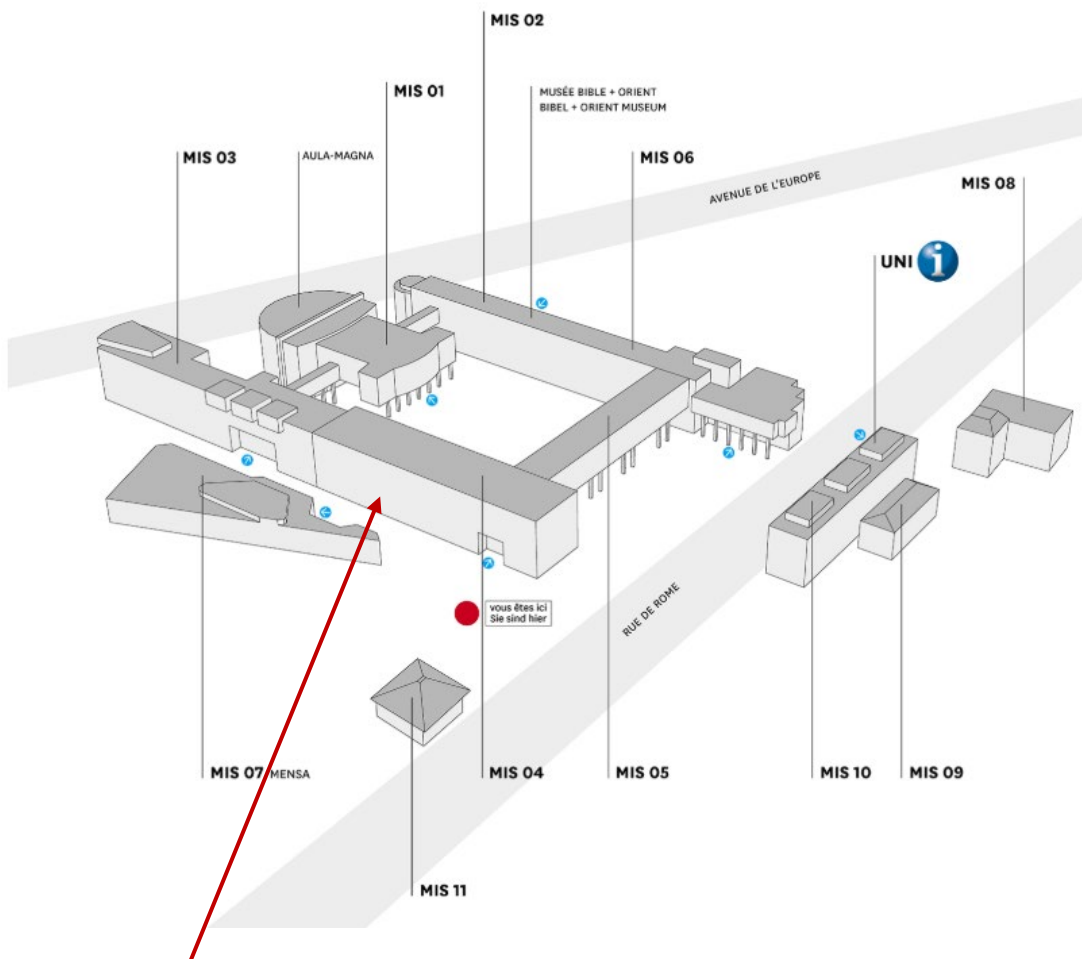 MIS 02
MIS 01
MUSÉE BIBLE + ORIENT
BIBEL + ORIENT MUSEUM
MIS 03
AULA-MAGNA
MIS 06
AVENUE DE L'EUROPE
MIS 08
UNI i
vous êtes ici
Sie sind hier
RUE DE ROME
MIS 07 MENSA
MIS 04
MIS 05
MIS 10
MIS 09
MIS 11